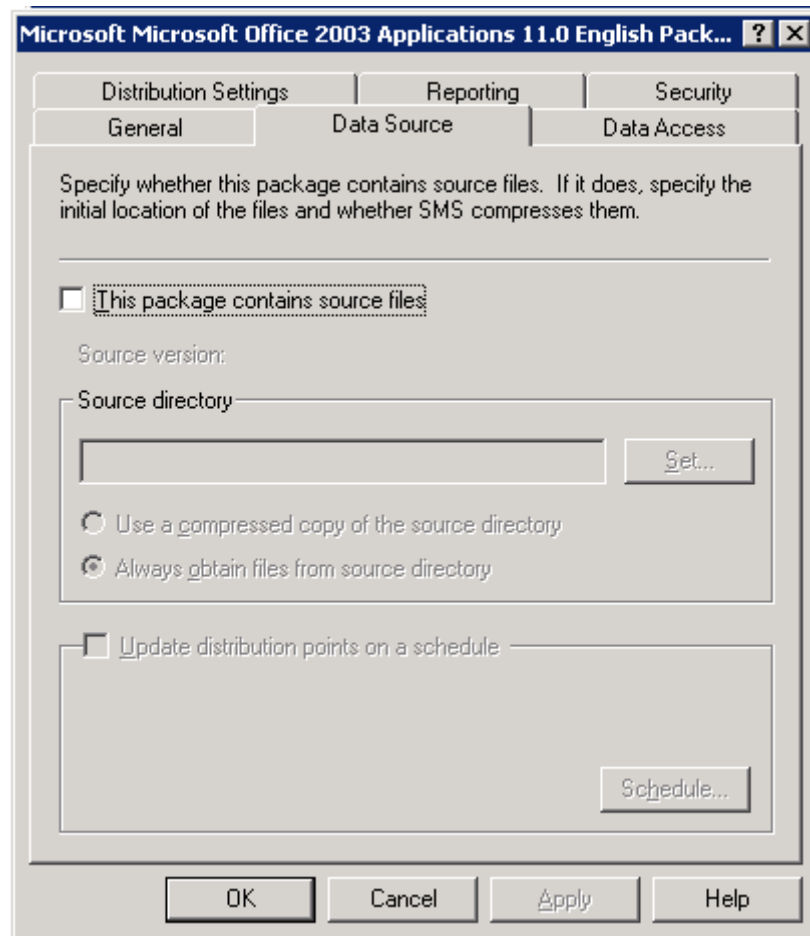 Microsoft Microsoft Office 2003 Applications 11.0 English Pack... ?
Distribution Settings Reporting Security
General Data Source Data Access
Specify whether this package contains source files. If it does, specify the
initial location of the files and whether SMS compresses them.
This package contains source files
Source version:
Source directory
Set...
Use a compressed copy of the source directory
Always obtain files from source directory
Update distribution points on a schedule
Schedule...
OK Cancel Apply Help